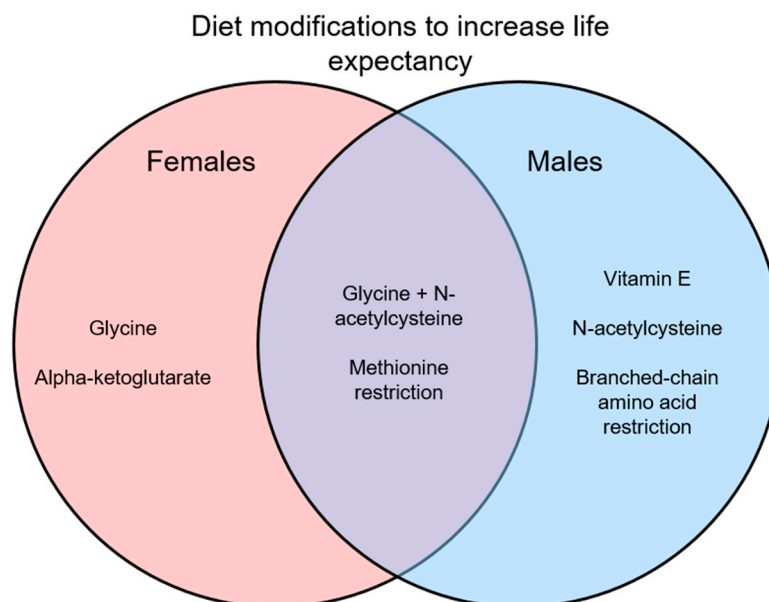 Diet modifications to increase life
expectancy
Females
Males
Glycine
Alpha-ketoglutarate
Glycine + N-
acetylcysteine
Methionine
restriction
Vitamin E
N-acetylcysteine
Branched-chain
amino acid
restriction